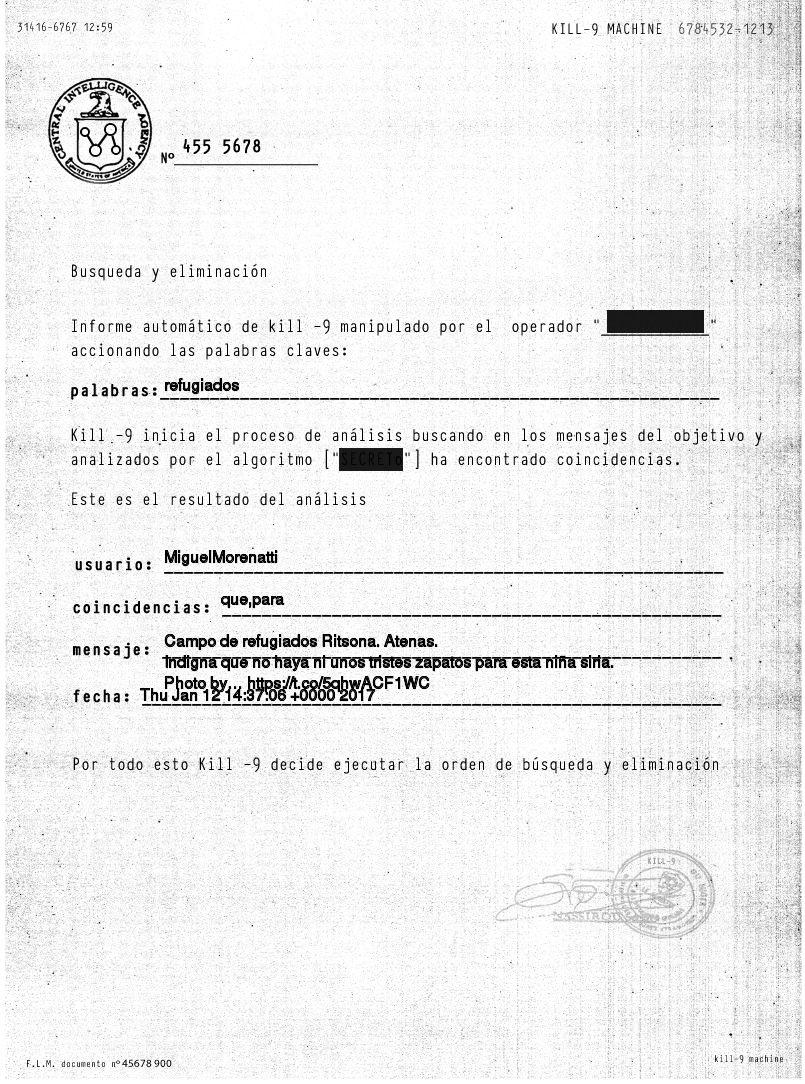 31416-6767 12:59
KILL-9 MACHINE 6784532-1213
CENTRAL INTELLIGENCE AGENCY
UNITED STATES OF AMERICA
Nº 455 5678
Busqueda y eliminación
Informe automático de kill -9 manipulado por el operador " "
accionando las palabras claves:
palabras: refugiados
Kill -9 inicia el proceso de análisis buscando en los mensajes del objetivo y
analizados por el algoritmo ["SECRETo"] ha encontrado coincidencias.
Este es el resultado del análisis
usuario: MiguelMorenatti
coincidencias: que,para
mensaje: Campo de refugiados Ritsona. Atenas.
Indigna que no haya ni unos tristes zapatos para esta niña siria.
Photo by… https://t.co/5qhwACF1WC
fecha: Thu Jan 12 14:37:06 +0000 2017
Por todo esto Kill -9 decide ejecutar la orden de búsqueda y eliminación
KILL-9
F.L.M. documento nº 45678 900
kill-9 machine